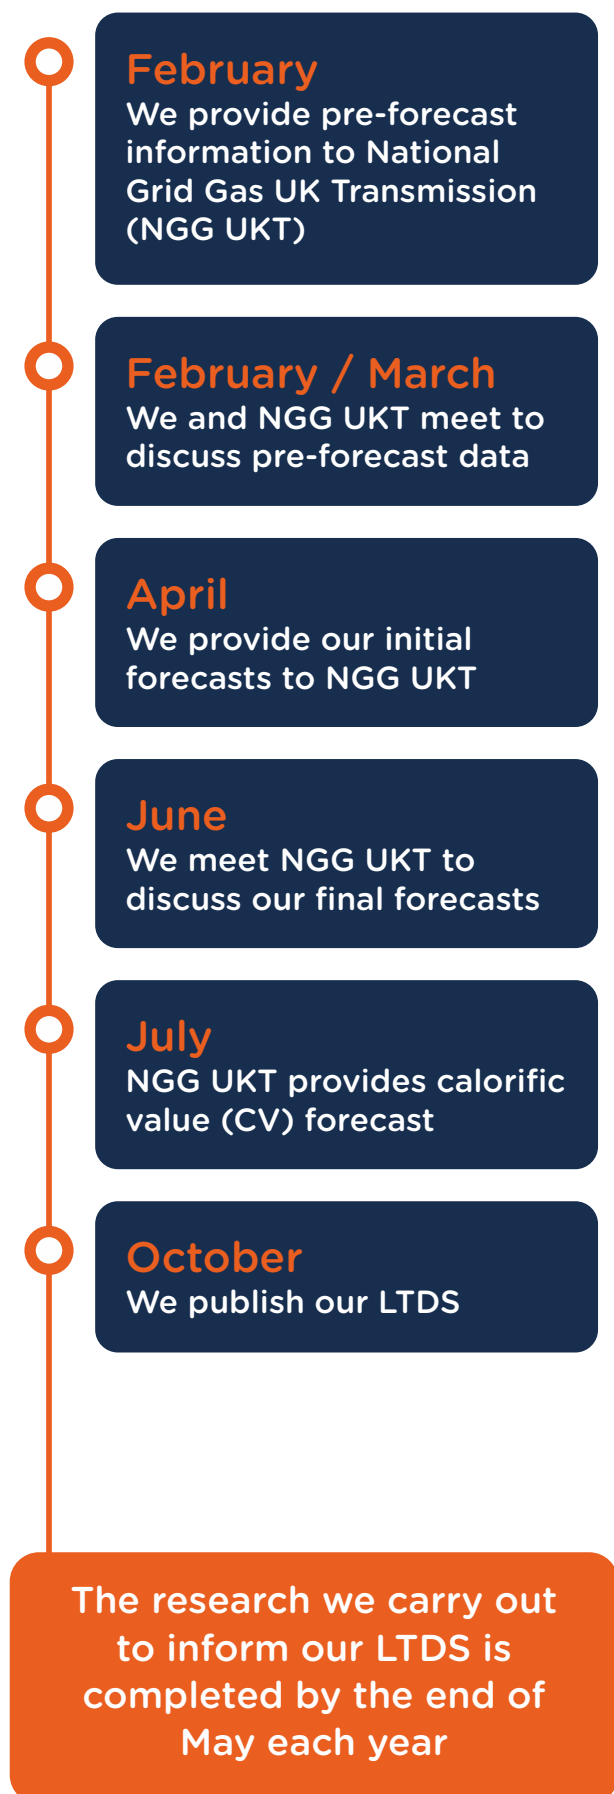 February
We provide pre-forecast
information to National
Grid Gas UK Transmission
(NGG UKT)
February / March
We and NGG UKT meet to
discuss pre-forecast data
April
We provide our initial
forecasts to NGG UKT
June
We meet NGG UKT to
discuss our final forecasts
July
NGG UKT provides calorific
value (CV) forecast
October
We publish our LTDS
The research we carry out
to inform our LTDS is
completed by the end of
May each year